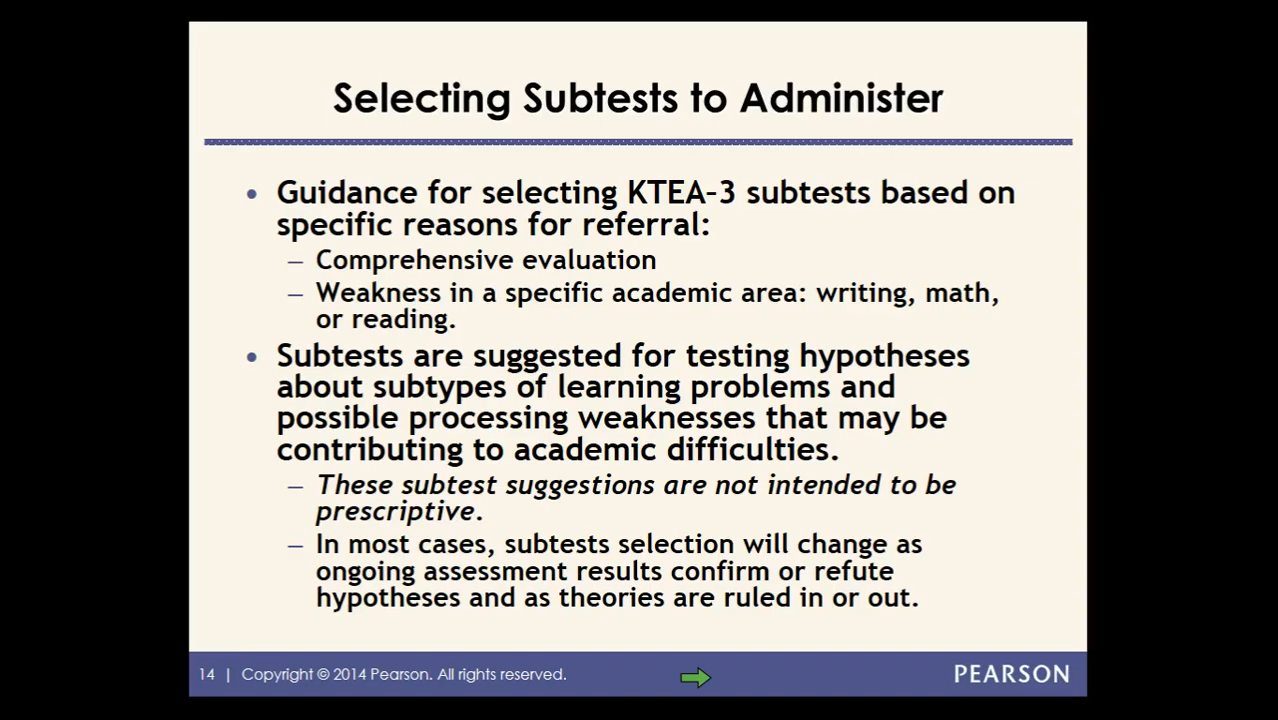 Selecting Subtests to Administer
• Guidance for selecting KTEA–3 subtests based on
specific reasons for referral:
– Comprehensive evaluation
– Weakness in a specific academic area: writing, math,
or reading.
• Subtests are suggested for testing hypotheses
about subtypes of learning problems and
possible processing weaknesses that may be
contributing to academic difficulties.
– These subtest suggestions are not intended to be
prescriptive.
– In most cases, subtests selection will change as
ongoing assessment results confirm or refute
hypotheses and as theories are ruled in or out.
14 | Copyright © 2014 Pearson. All rights reserved.
PEARSON